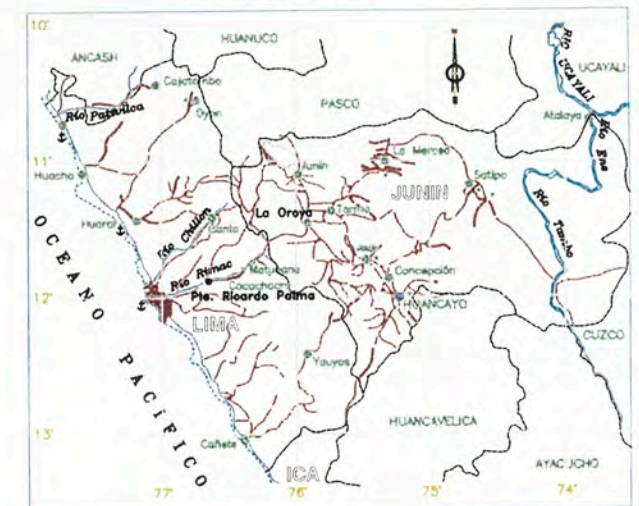 10°
ANCASH
HUANUCO
RÍO UCAYALI
UCAYALI
Cajatambo
PASCO
Río Pativilca
Oyon
Atalaya
Río Ene
11°
Huacho
Junín
La Merced
JUNIN
Satipo
OCEANO PACIFICO
Huaral
Río Chillon
Canta
La Oroya
Tarma
Río Tambo
Jauja
Río Rimac
Matucana
Cocachacra
Concepción
12°
Pte. Ricardo Palma
HUANCAYO
LIMA
CUZCO
Yauyos
HUANCAVELICA
13°
Cañete
ICA
AYACUCHO
77°
76°
75°
74°